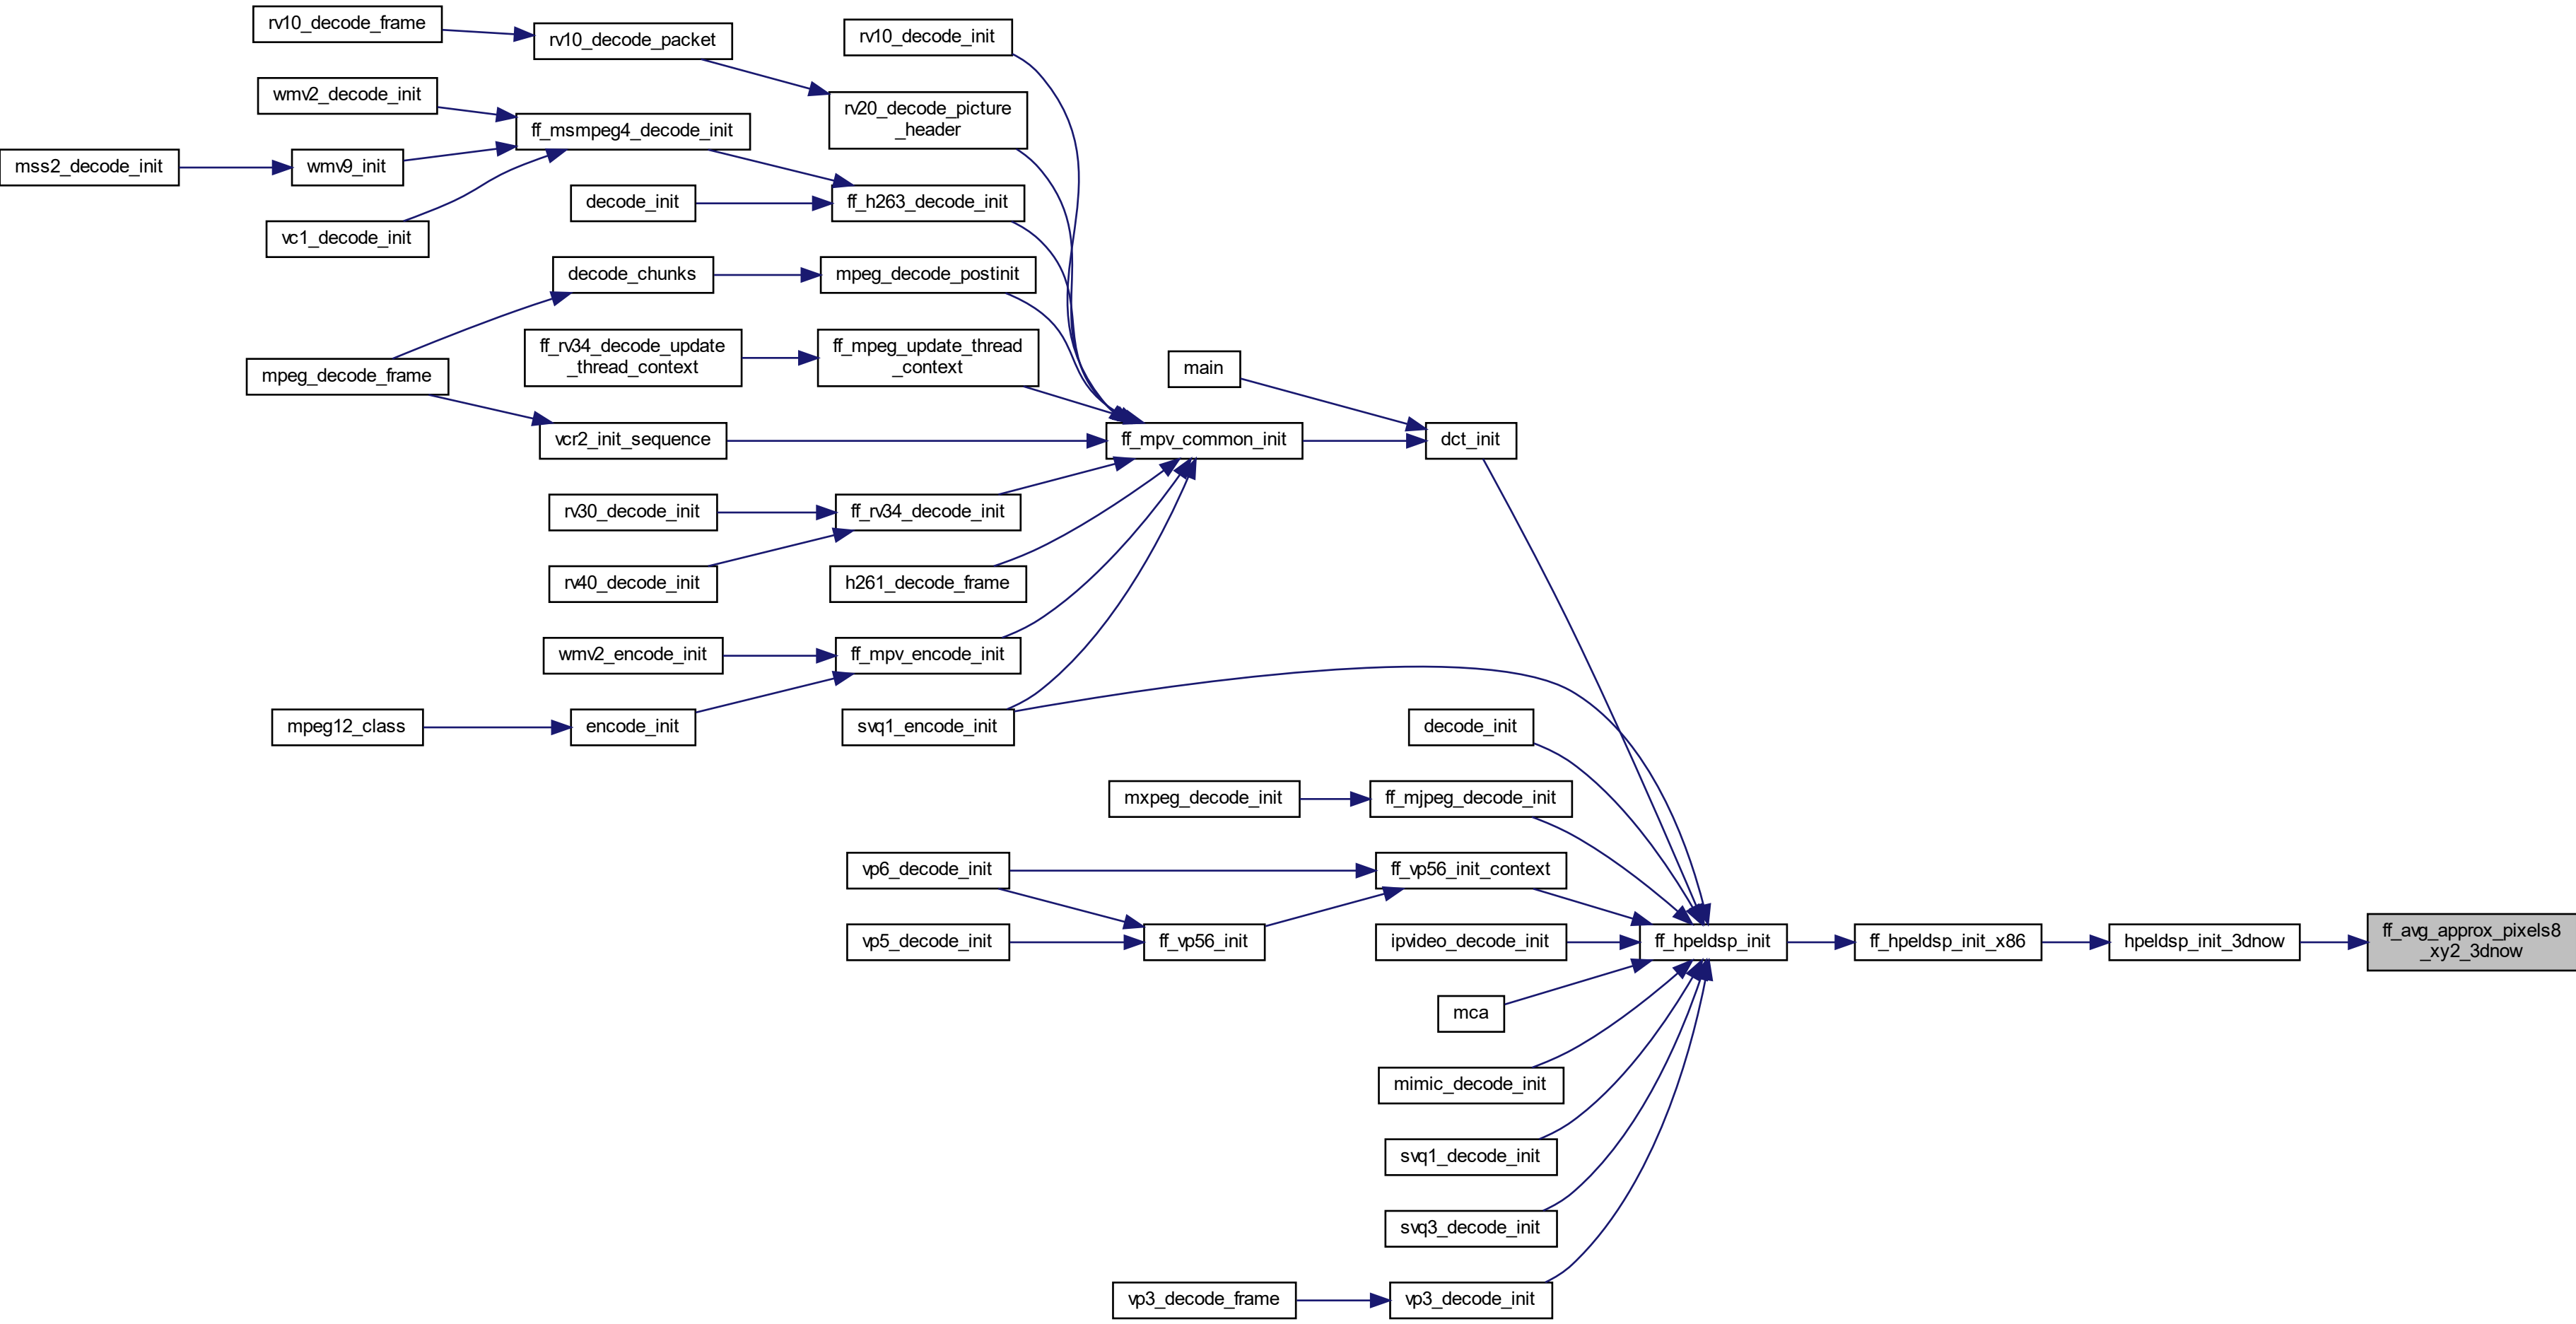 rv10_decode_frame
rv10_decode_packet
rv10_decode_init
wmv2_decode_init
rv20_decode_picture
_header
ff_msmpeg4_decode_init
mss2_decode_init
wmv9_init
decode_init
ff_h263_decode_init
vc1_decode_init
decode_chunks
mpeg_decode_postinit
ff_rv34_decode_update
_thread_context
ff_mpeg_update_thread
_context
main
mpeg_decode_frame
vcr2_init_sequence
ff_mpv_common_init
dct_init
rv30_decode_init
ff_rv34_decode_init
rv40_decode_init
h261_decode_frame
wmv2_encode_init
ff_mpv_encode_init
mpeg12_class
encode_init
svq1_encode_init
decode_init
mxpeg_decode_init
ff_mjpeg_decode_init
vp6_decode_init
ff_vp56_init_context
vp5_decode_init
ff_vp56_init
ipvideo_decode_init
ff_hpeldsp_init
ff_hpeldsp_init_x86
hpeldsp_init_3dnow
ff_avg_approx_pixels8
_xy2_3dnow
mca
mimic_decode_init
svq1_decode_init
svq3_decode_init
vp3_decode_frame
vp3_decode_init